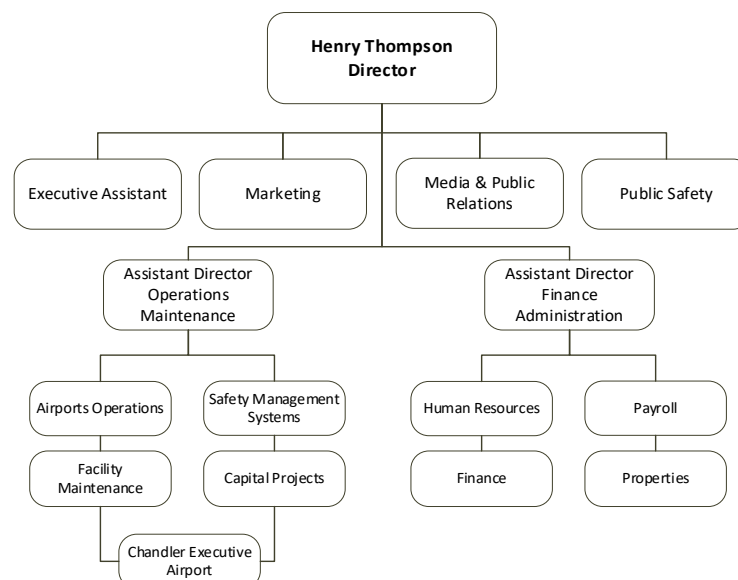 Henry Thompson
Director
Executive Assistant
Marketing
Media & Public
Relations
Public Safety
Assistant Director
Operations
Maintenance
Assistant Director
Finance
Administration
Airports Operations
Safety Management
Systems
Human Resources
Payroll
Facility
Maintenance
Capital Projects
Finance
Properties
Chandler Executive
Airport